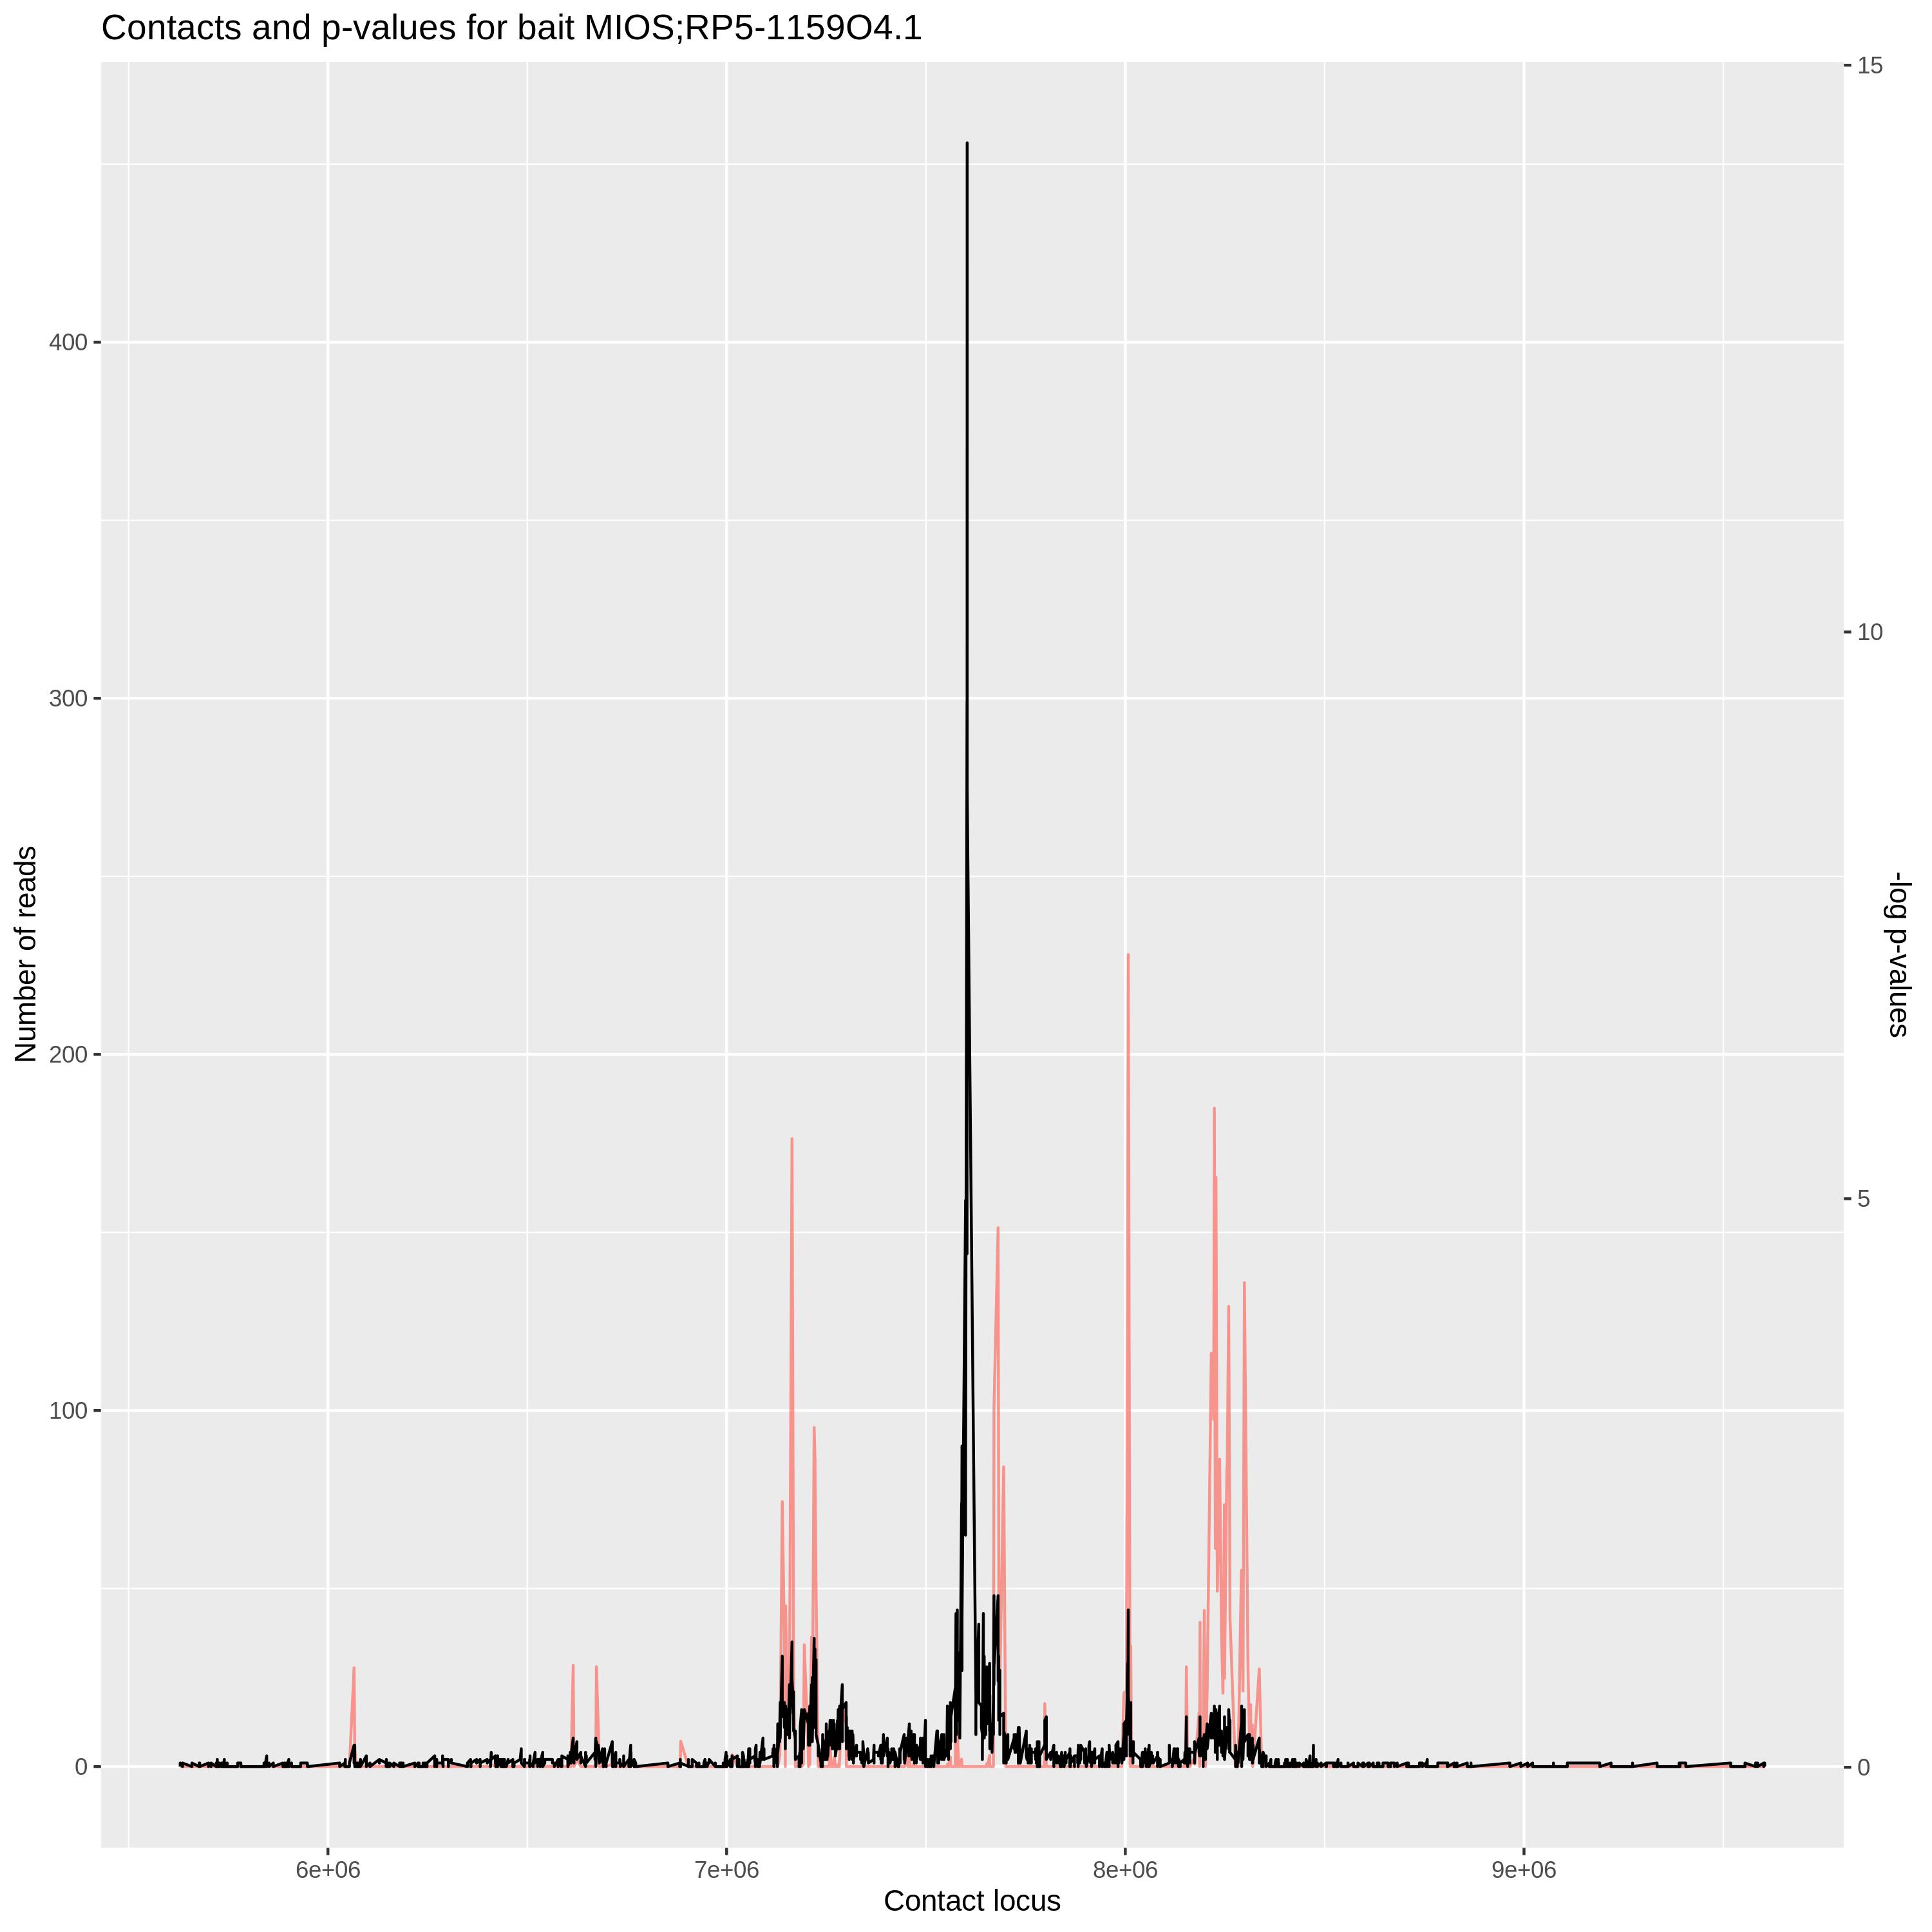 Contacts and p-values for bait MIOS;RP5-1159O4.1
15
10
5
0
400
300
200
100
0
Number of reads
-log p-values
6e+06 7e+06 8e+06 9e+06
Contact locus